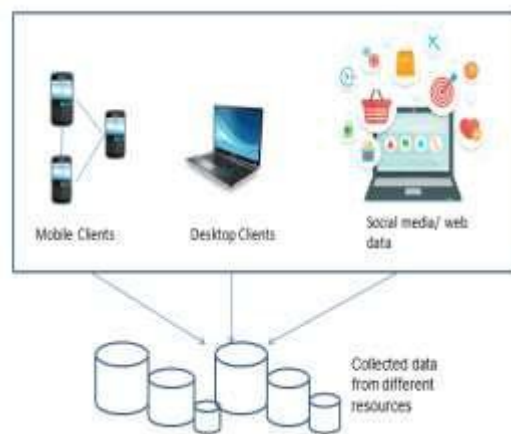 Mobile Clients
Desktop Clients
Social media/ web
data
Collected data
from different
resources